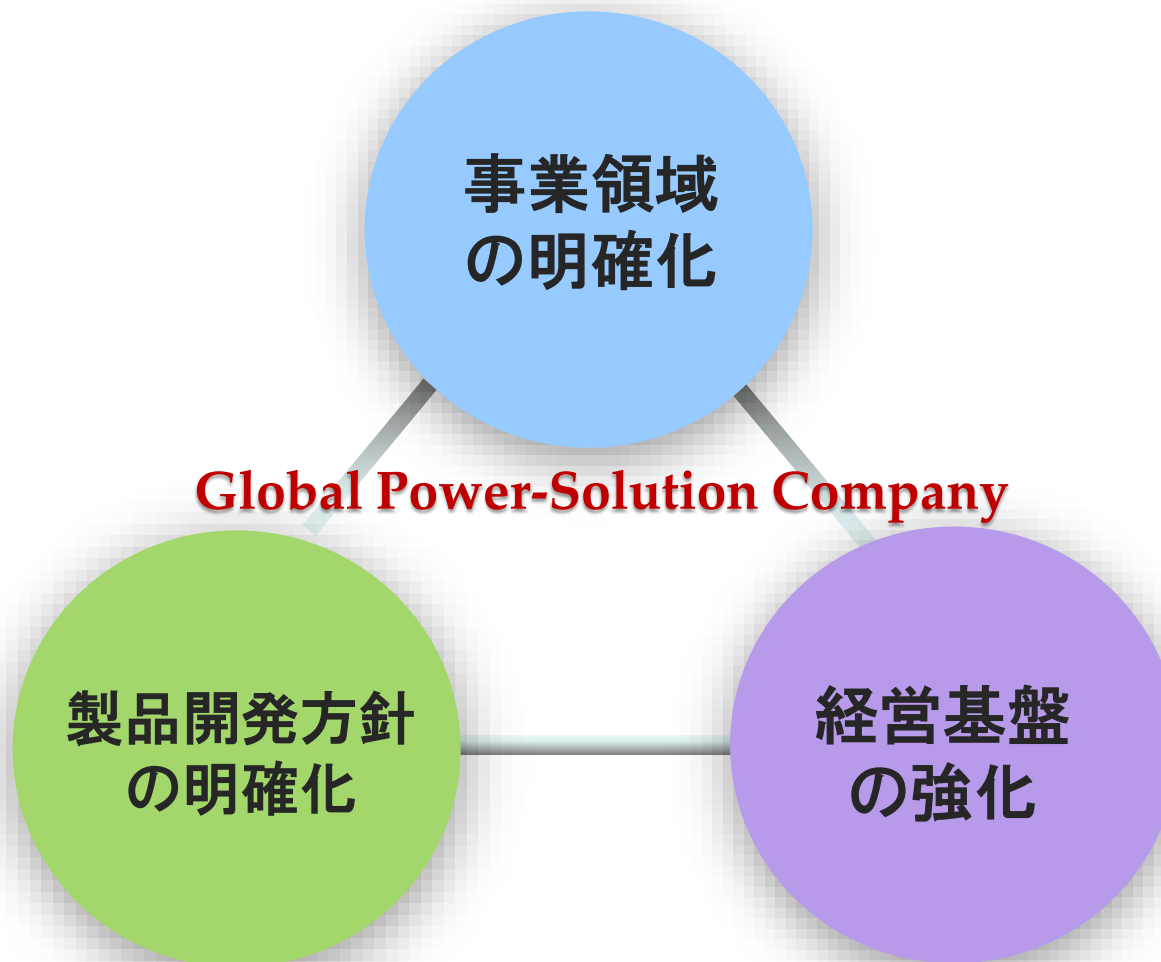 事業領域
の明確化
Global Power-Solution Company
製品開発方針
の明確化
経営基盤
の強化